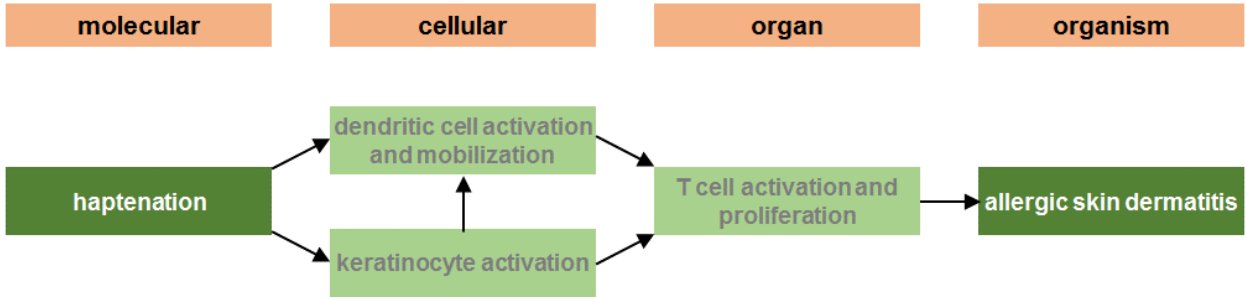 molecular
cellular
organ
organism
dendritic cell activation
and mobilization
haptenation
T cell activation and
proliferation
allergic skin dermatitis
keratinocyte activation